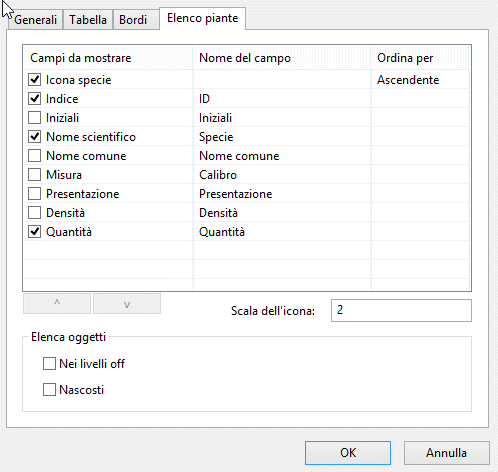 Generali Tabella Bordi Elenco piante
Campi da mostrare Nome del campo Ordina per
Icona specie Ascendente
Indice ID
Iniziali Iniziali
Nome scientifico Specie
Nome comune Nome comune
Misura Calibro
Presentazione Presentazione
Densità Densità
Quantità Quantità
^ v Scala dell'icona: 2
Elenca oggetti
Nei livelli off
Nascosti
OK Annulla